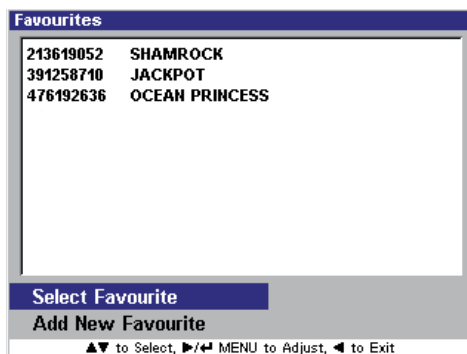 Favourites
213619052 SHAMROCK
391258710 JACKPOT
476192636 OCEAN PRINCESS
Select Favourite
Add New Favourite
▲▼ to Select, ▶/↵ MENU to Adjust, ◀ to Exit